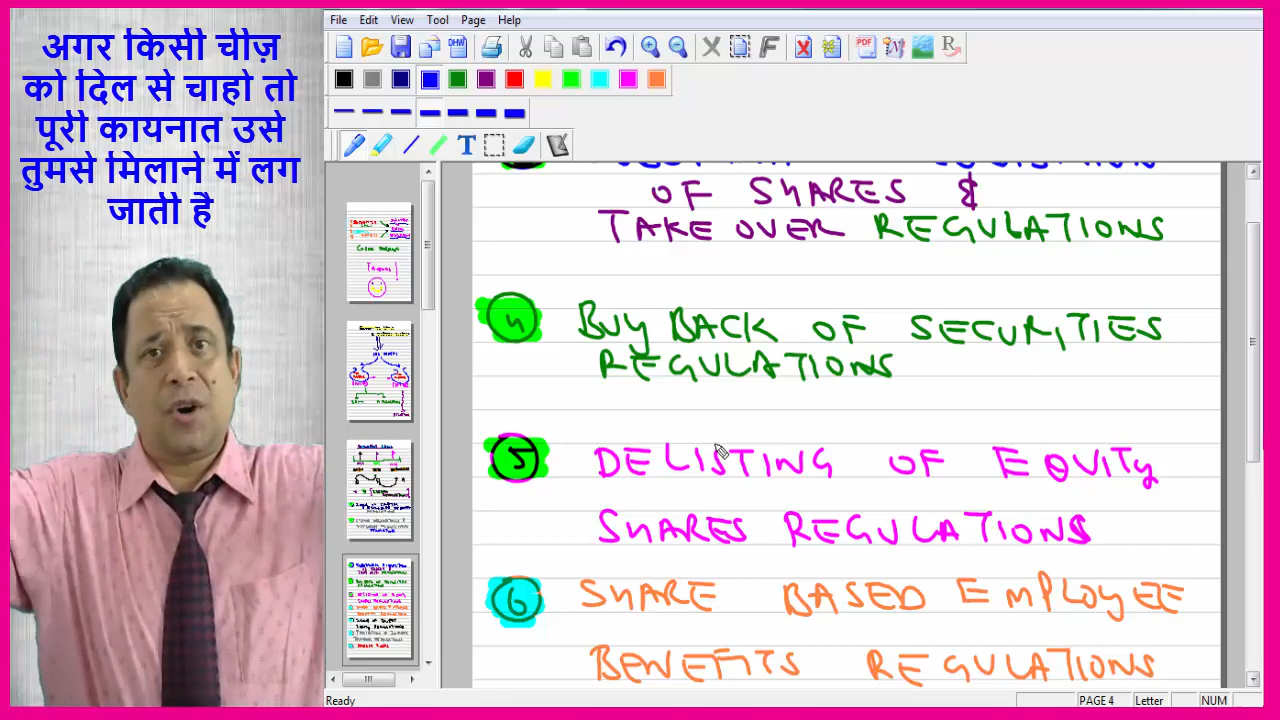 अगर किसी चीज़
को दिल से चाहो तो
पूरी कायनात उसे
तुमसे मिलाने में लग
जाती है
File Edit View Tool Page Help
OF SHARES &
TAKE OVER REGULATIONS
4 BUY BACK OF SECURITIES
REGULATIONS
5 DELISTING OF EQUITY
SHARES REGULATIONS
6 SHARE BASED EMPLOYEE
BENEFITS REGULATIONS
Ready PAGE 4 Letter NUM